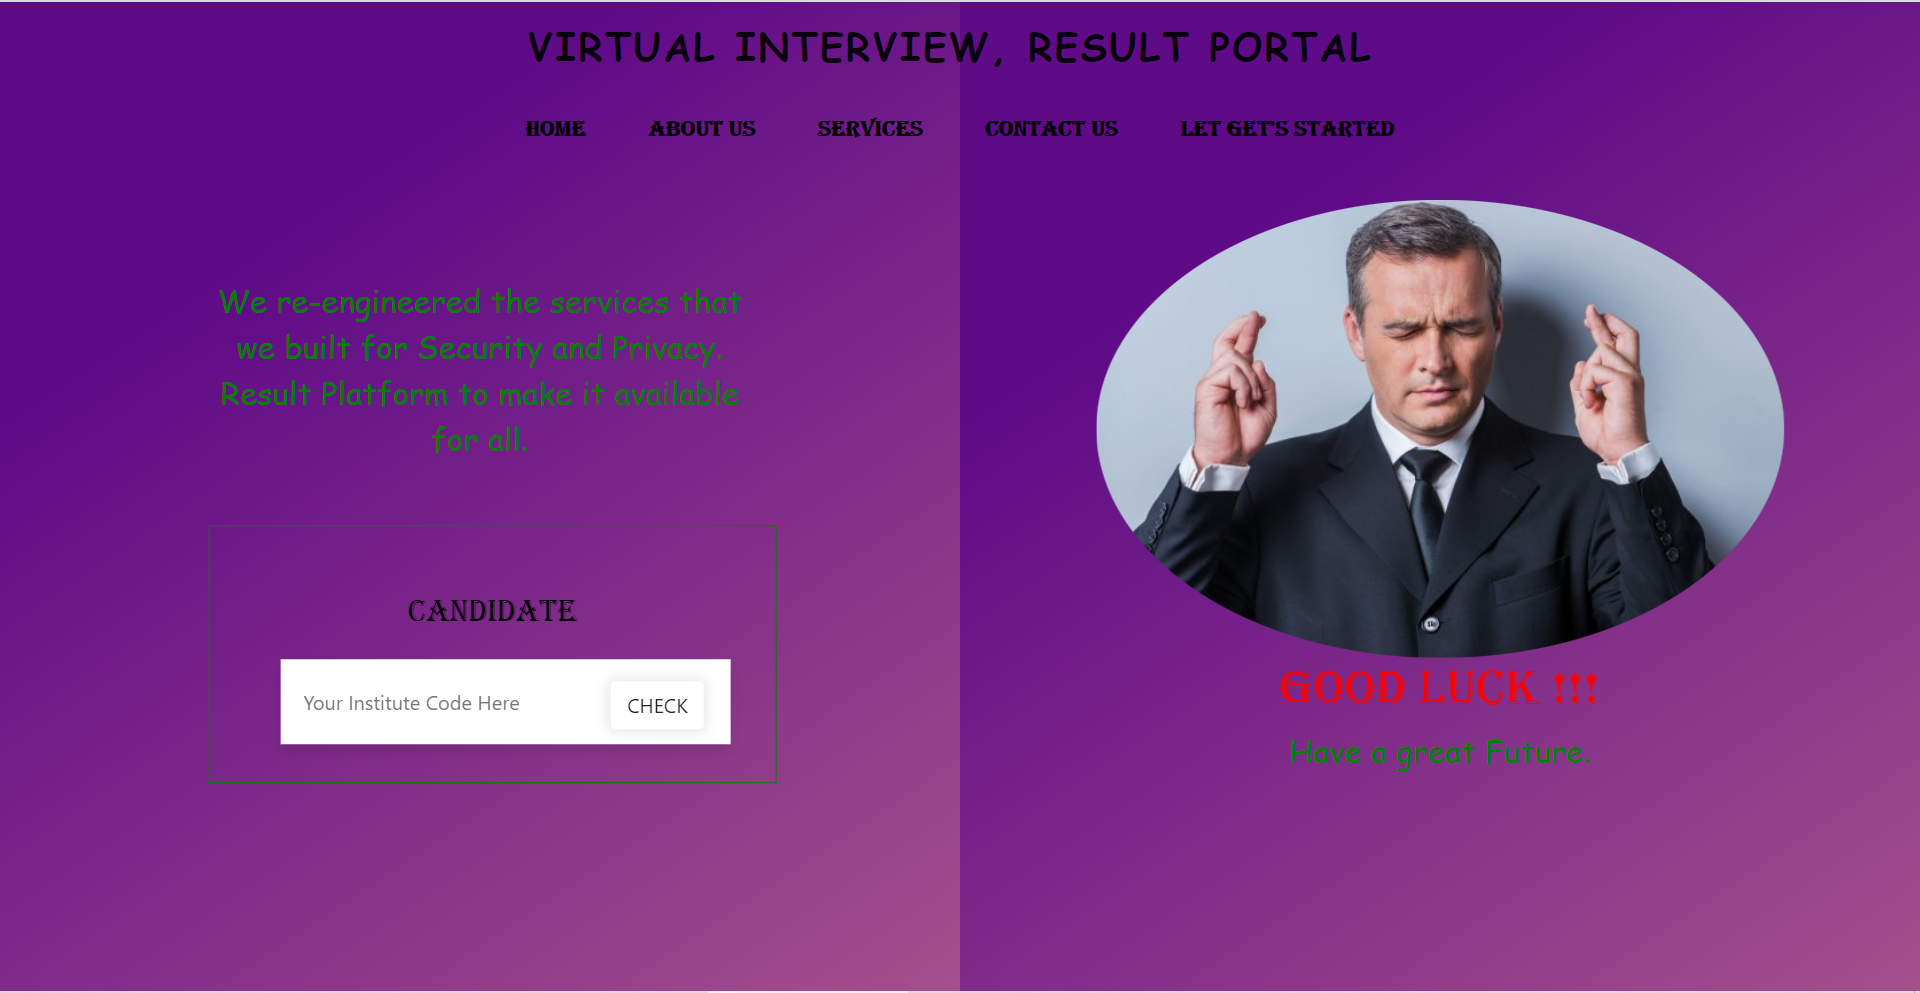 VIRTUAL INTERVIEW, RESULT PORTAL
HOME ABOUT US SERVICES CONTACT US LET GET'S STARTED
We re-engineered the services that
we built for Security and Privacy.
Result Platform to make it available
for all.
CANDIDATE
Your Institute Code Here CHECK
GOOD LUCK !!!
Have a great Future.